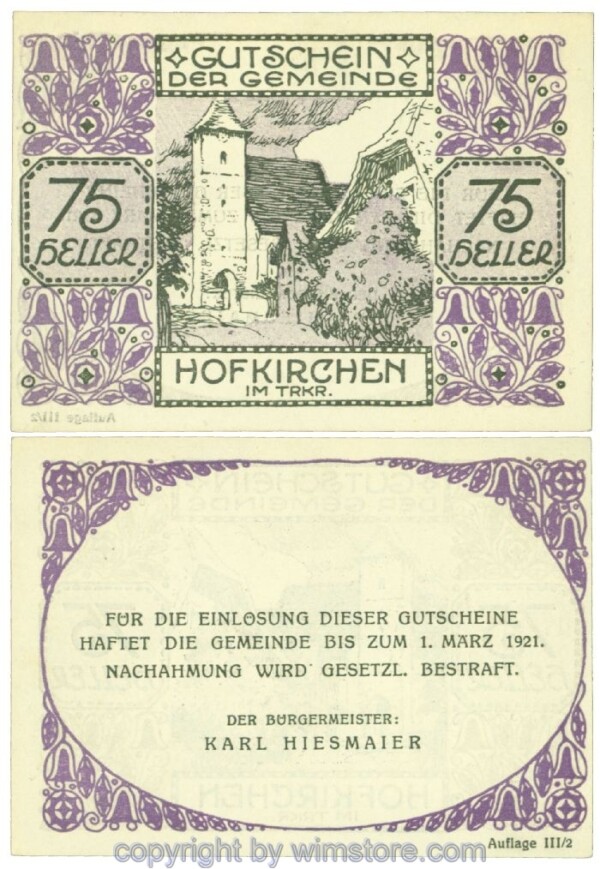 GUTSCHEIN
DER GEMEINDE
75
HELLER
75
HELLER
HOFKIRCHEN
IM TRKR.
Auflage III/2
FÜR DIE EINLÖSUNG DIESER GUTSCHEINE
HAFTET DIE GEMEINDE BIS ZUM 1. MÄRZ 1921.
NACHAHMUNG WIRD GESETZL. BESTRAFT.
DER BÜRGERMEISTER:
KARL HIESMAIER
Auflage III/2
copyright by wimstore.com